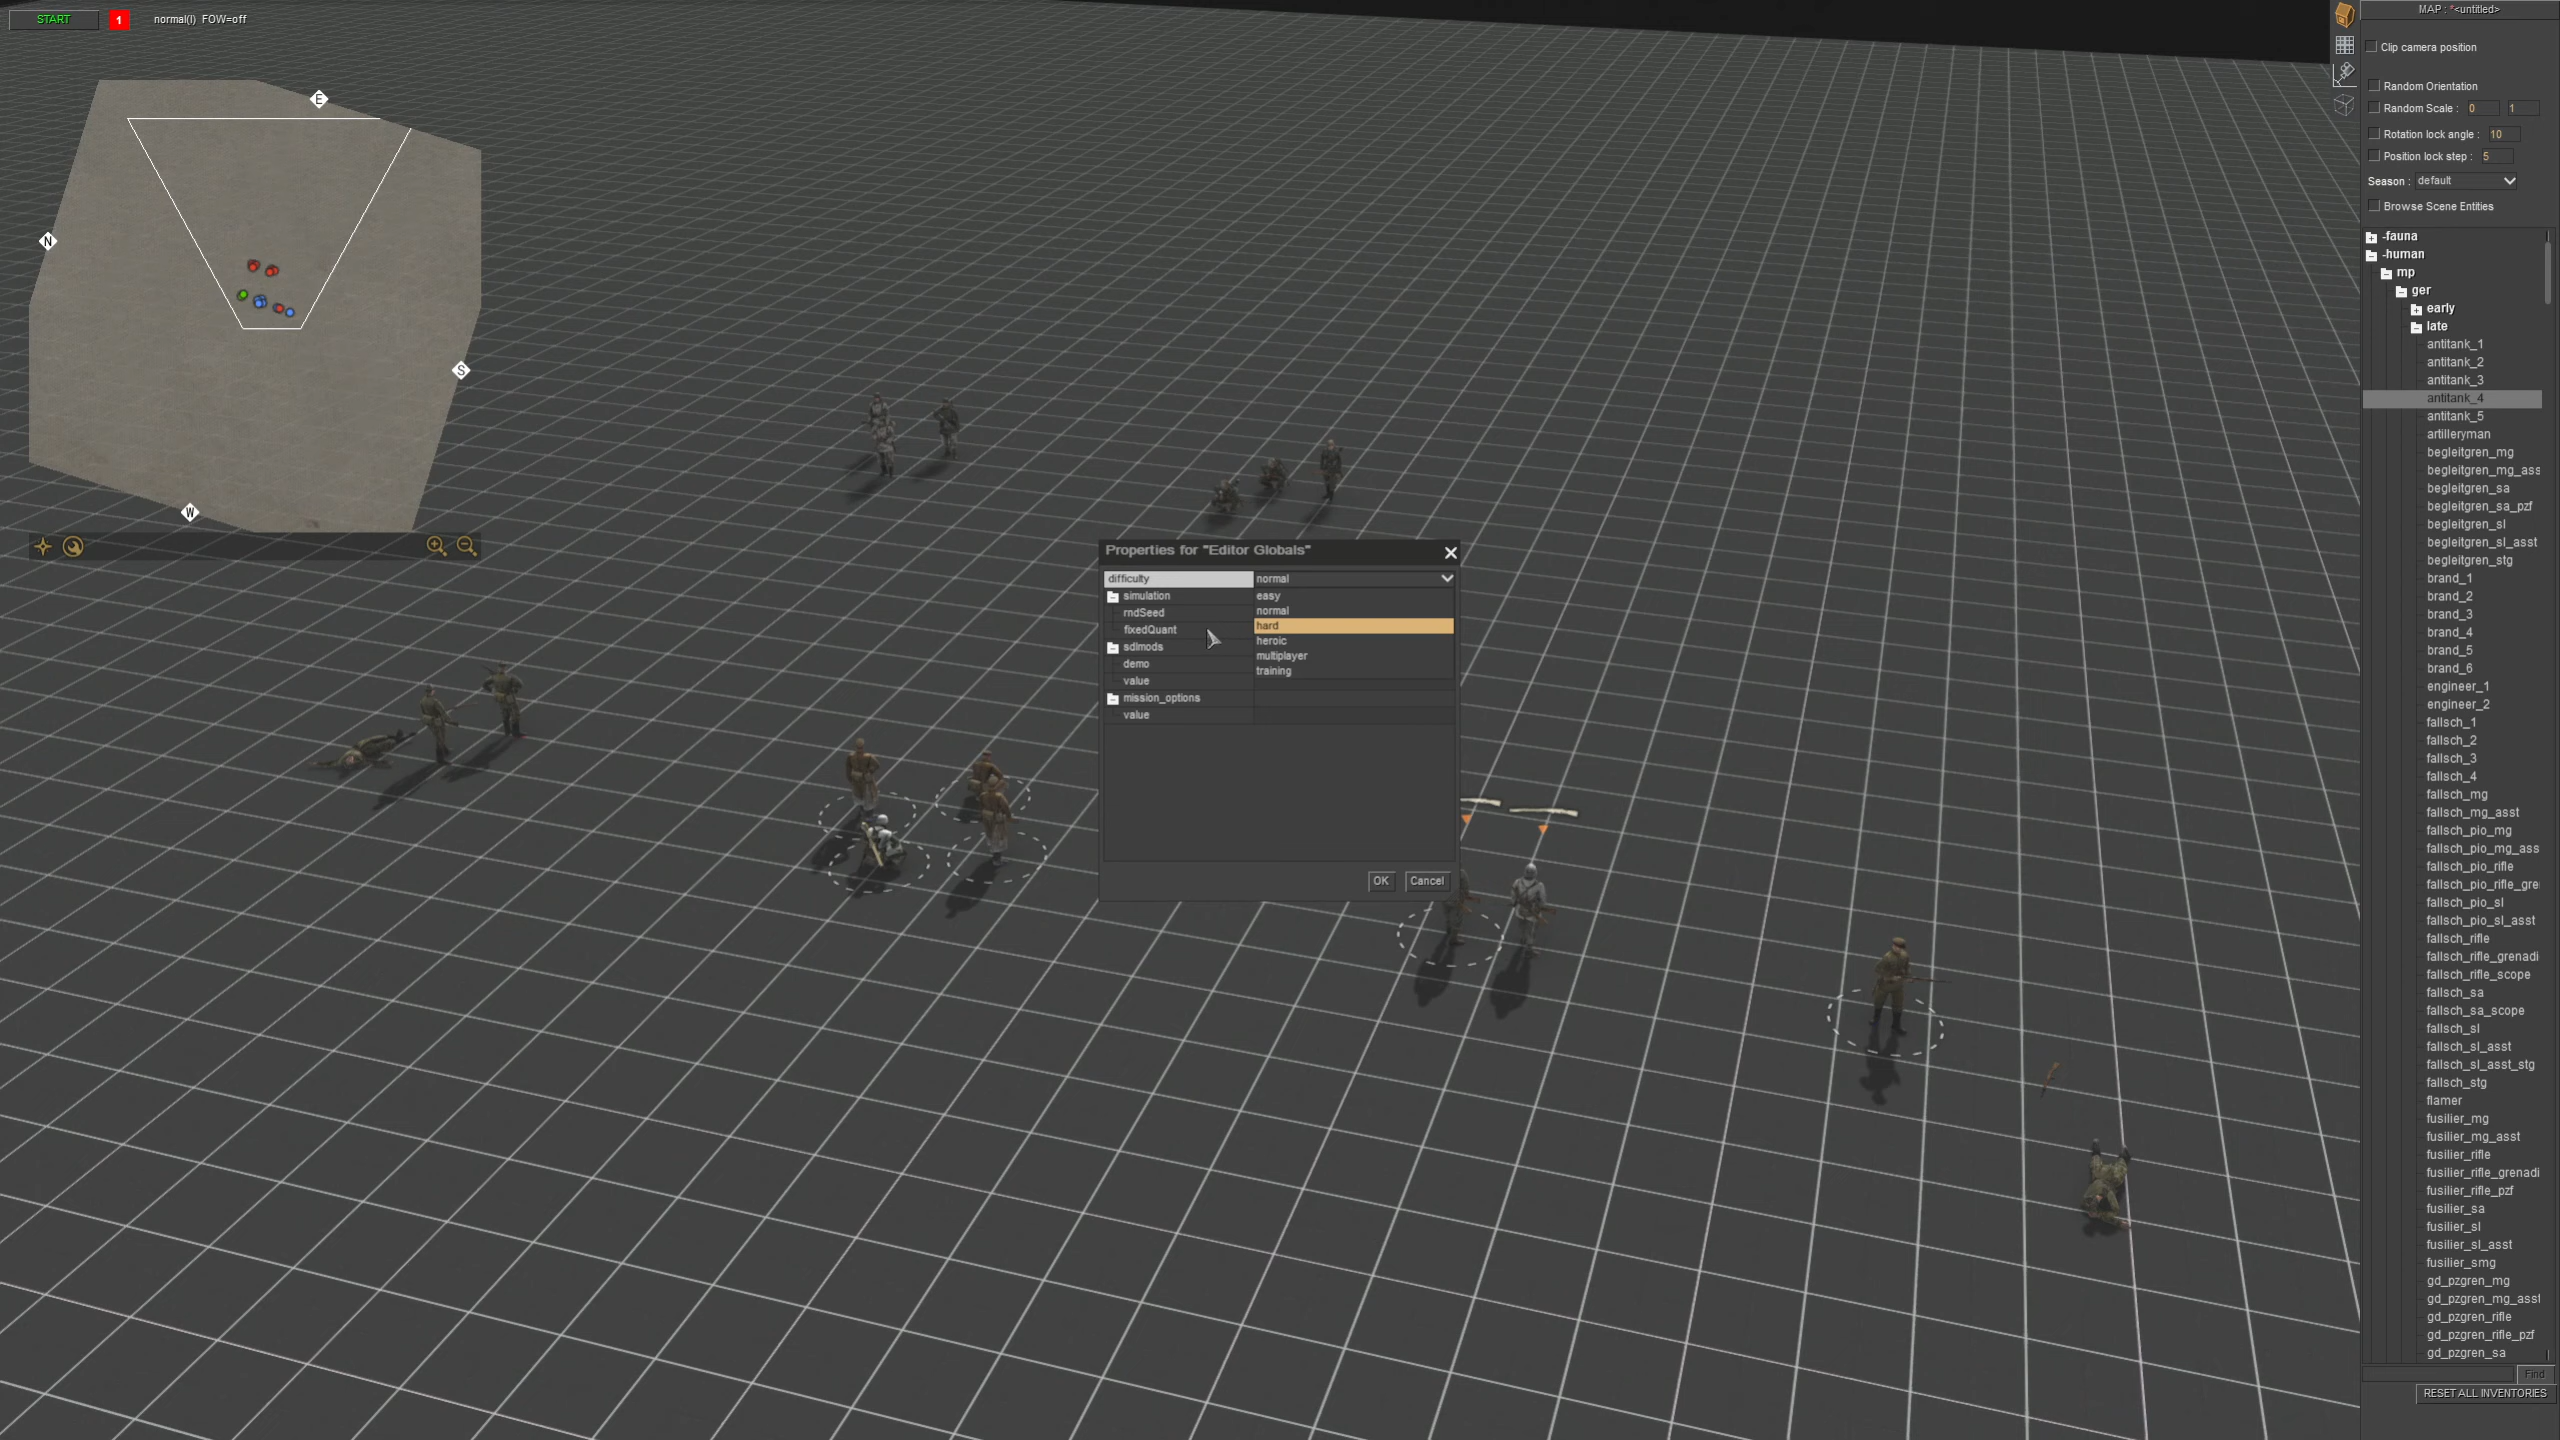 START
1
normal(l) FOW=off
E
N
S
W
MAP : *<untitled>
Clip camera position
Random Orientation
Random Scale : 0 1
Rotation lock angle : 10
Position lock step : 5
Season : default
Browse Scene Entities
-fauna
-human
mp
ger
early
late
antitank_1
antitank_2
antitank_3
antitank_4
antitank_5
artilleryman
begleitgren_mg
begleitgren_mg_ass
begleitgren_sa
begleitgren_sa_pzf
begleitgren_sl
begleitgren_sl_asst
begleitgren_stg
brand_1
brand_2
brand_3
brand_4
brand_5
brand_6
engineer_1
engineer_2
fallsch_1
fallsch_2
fallsch_3
fallsch_4
fallsch_mg
fallsch_mg_asst
fallsch_pio_mg
fallsch_pio_mg_ass
fallsch_pio_rifle
fallsch_pio_rifle_gre
fallsch_pio_sl
fallsch_pio_sl_asst
fallsch_rifle
fallsch_rifle_grenadi
fallsch_rifle_scope
fallsch_sa
fallsch_sa_scope
fallsch_sl
fallsch_sl_asst
fallsch_sl_asst_stg
fallsch_stg
flamer
fusilier_mg
fusilier_mg_asst
fusilier_rifle
fusilier_rifle_grenadi
fusilier_rifle_pzf
fusilier_sa
fusilier_sl
fusilier_sl_asst
fusilier_smg
gd_pzgren_mg
gd_pzgren_mg_asst
gd_pzgren_rifle
gd_pzgren_rifle_pzf
gd_pzgren_sa
Find
RESET ALL INVENTORIES
Properties for "Editor Globals"
difficulty normal
simulation easy
rndSeed normal
fixedQuant hard
sdlmods heroic
demo multiplayer
value training
mission_options
value
OK Cancel